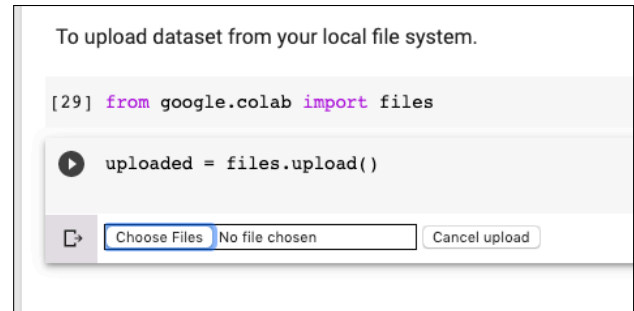 To upload dataset from your local file system.
[29] from google.colab import files
uploaded = files.upload()
Choose Files No file chosen Cancel upload